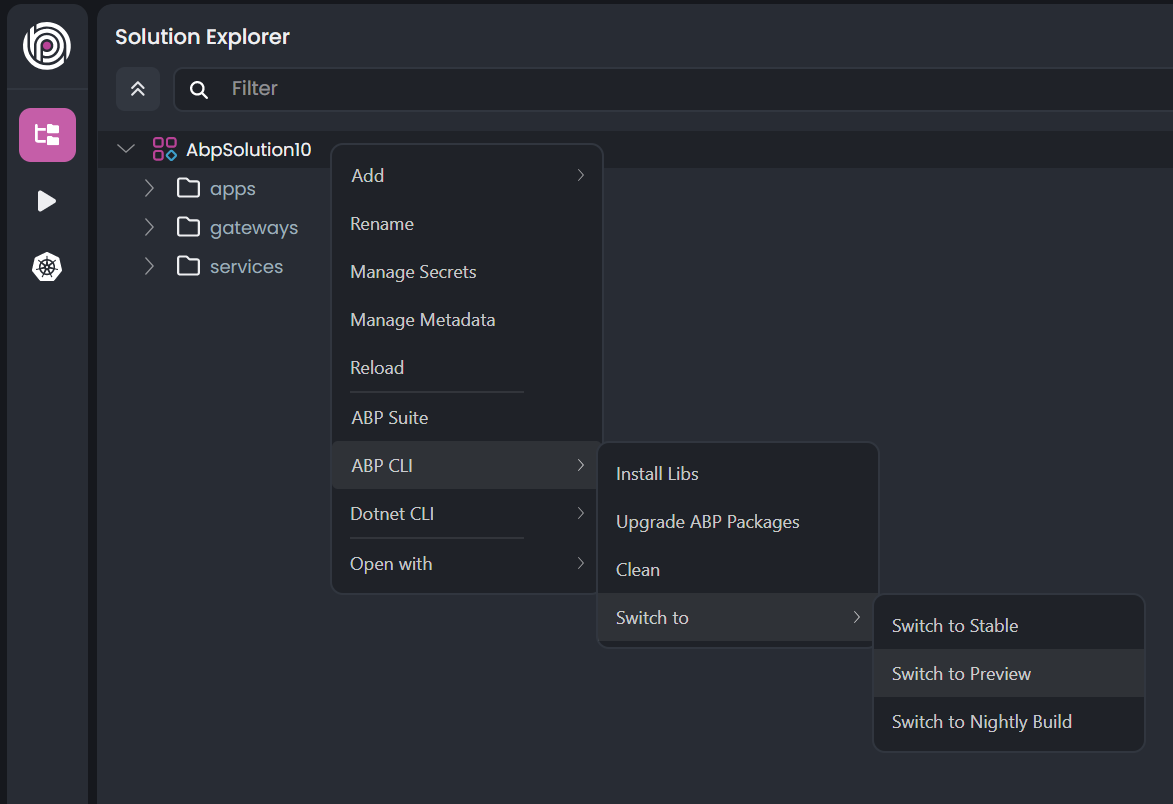 Solution Explorer
Filter
AbpSolution10
apps
gateways
services
Add
Rename
Manage Secrets
Manage Metadata
Reload
ABP Suite
ABP CLI
Dotnet CLI
Open with
Install Libs
Upgrade ABP Packages
Clean
Switch to
Switch to Stable
Switch to Preview
Switch to Nightly Build